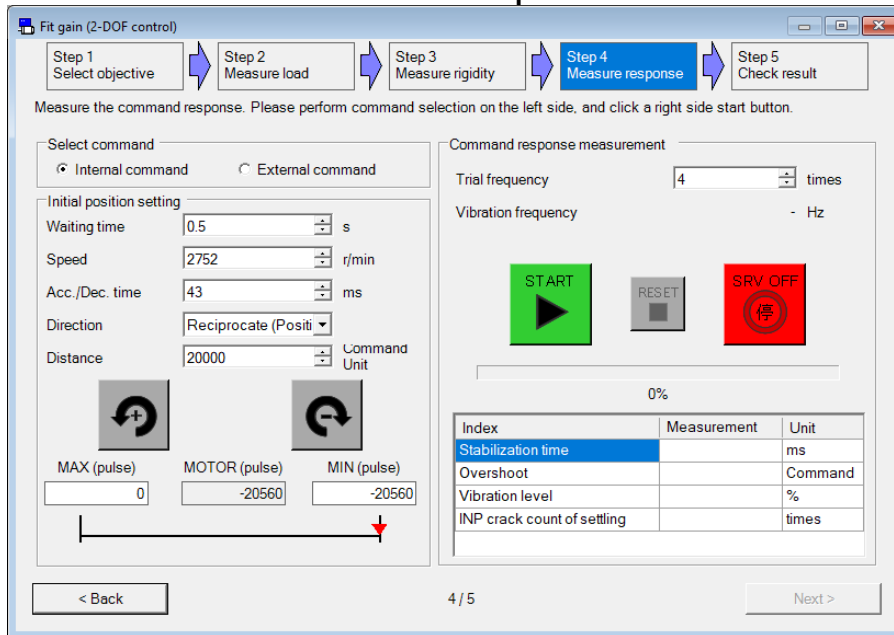 Fit gain (2-DOF control)
Step 1
Select objective
Step 2
Measure load
Step 3
Measure rigidity
Step 4
Measure response
Step 5
Check result
Measure the command response. Please perform command selection on the left side, and click a right side start button.
Select command
Internal command
External command
Initial position setting
Waiting time 0.5 s
Speed 2752 r/min
Acc./Dec. time 43 ms
Direction Reciprocate (Positi
Distance 20000 Command
Unit
+ -
MAX (pulse) MOTOR (pulse) MIN (pulse)
0 -20560 -20560
Command response measurement
Trial frequency 4 times
Vibration frequency - Hz
START
RESET
SRV OFF
停
0%
Index Measurement Unit
Stabilization time ms
Overshoot Command
Vibration level %
INP crack count of settling times
< Back
4 / 5
Next >